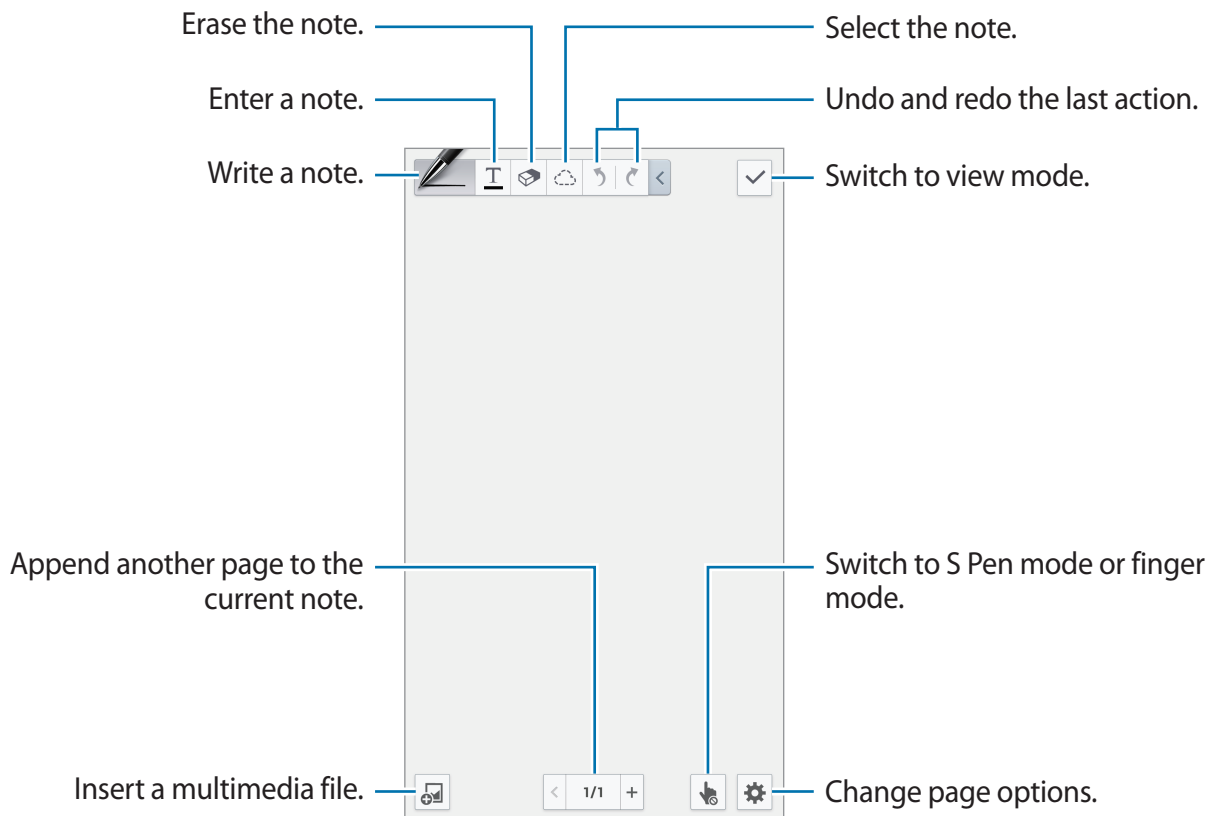 Erase the note.
Select the note.
Enter a note.
Undo and redo the last action.
Write a note.
T
Switch to view mode.
Append another page to the
current note.
Switch to S Pen mode or finger
mode.
Insert a multimedia file.
1/1 +
Change page options.